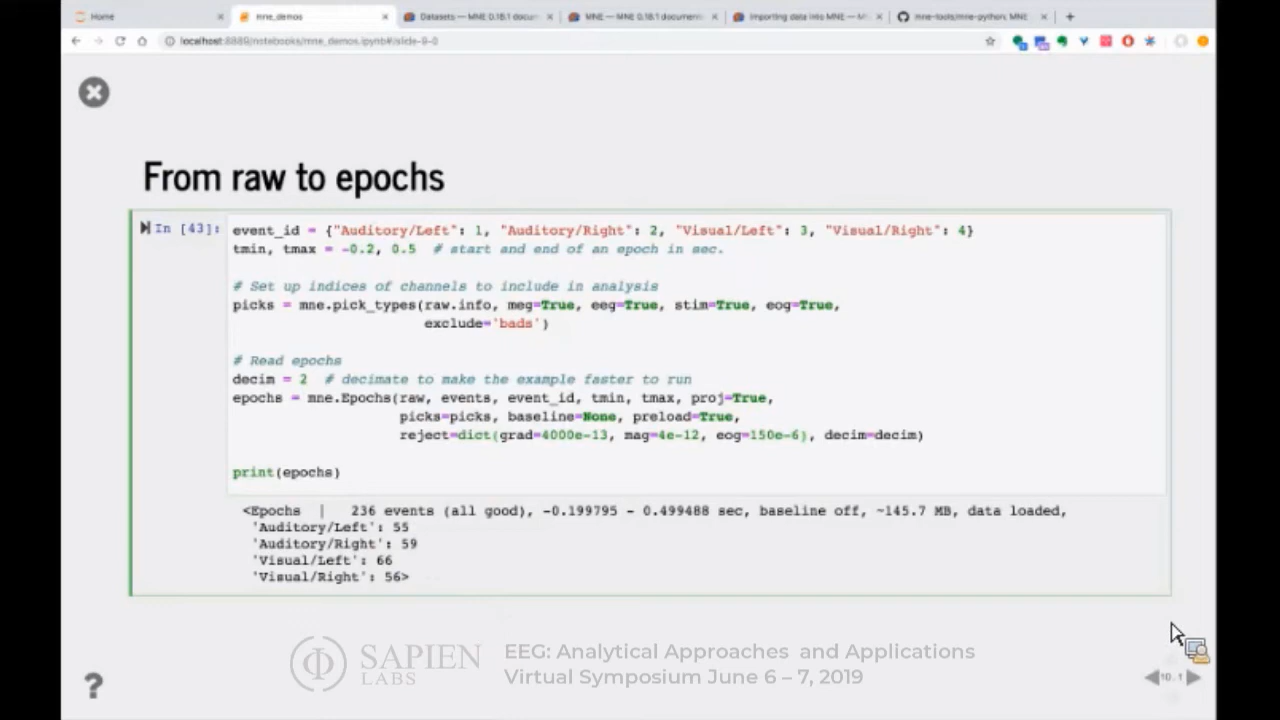 Home
mne_demos
Datasets — MNE 0.18.1 documen
MNE — MNE 0.18.1 documen
Importing data into MNE — M
mne-tools/mne-python: MNE
localhost:8889/notebooks/mne_demos.ipynb#/slide-9-0
From raw to epochs
In [43]:
event_id = {"Auditory/Left": 1, "Auditory/Right": 2, "Visual/Left": 3, "Visual/Right": 4}
tmin, tmax = -0.2, 0.5  # start and end of an epoch in sec.
# Set up indices of channels to include in analysis
picks = mne.pick_types(raw.info, meg=True, eeg=True, stim=True, eog=True,
exclude='bads')
# Read epochs
decim = 2  # decimate to make the example faster to run
epochs = mne.Epochs(raw, events, event_id, tmin, tmax, proj=True,
picks=picks, baseline=None, preload=True,
reject=dict(grad=4000e-13, mag=4e-12, eog=150e-6), decim=decim)
print(epochs)
<Epochs  |   236 events (all good), -0.199795 - 0.499488 sec, baseline off, ~145.7 MB, data loaded,
'Auditory/Left': 55
'Auditory/Right': 59
'Visual/Left': 66
'Visual/Right': 56>
SAPIEN
LABS
EEG: Analytical Approaches and Applications
Virtual Symposium June 6 – 7, 2019
?
10.1